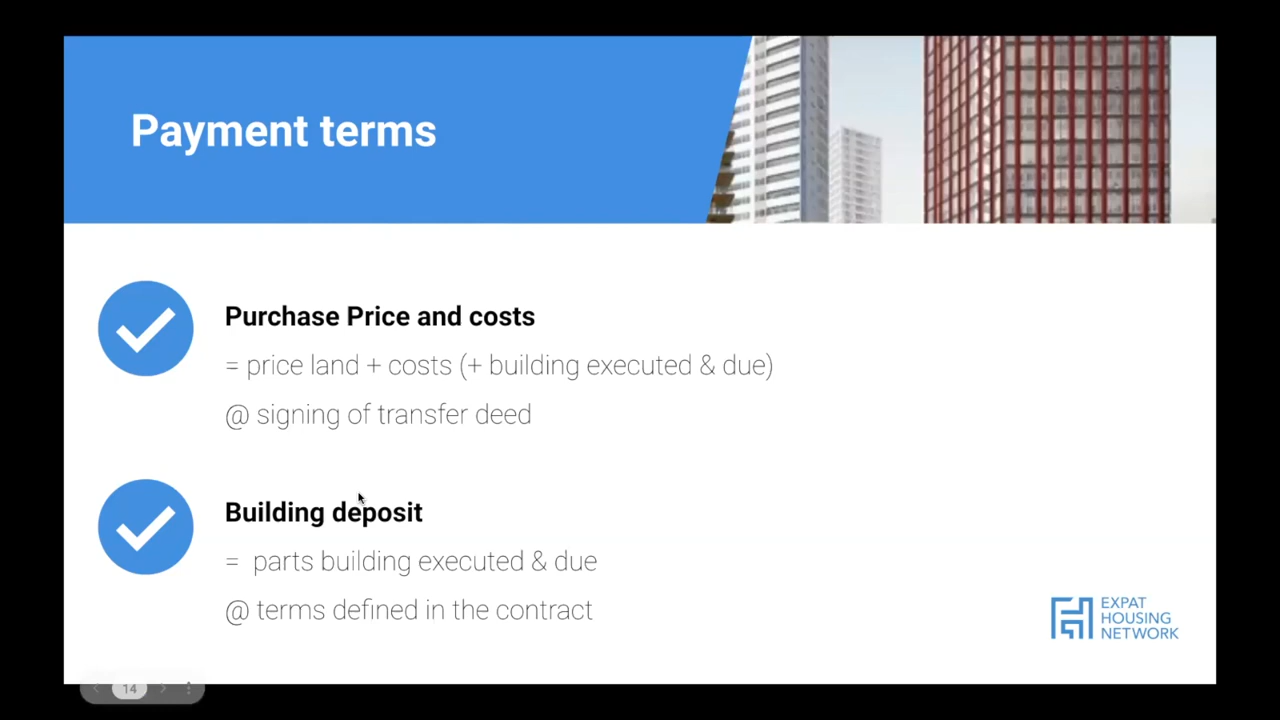 Payment terms
Purchase Price and costs
= price land + costs (+ building executed & due)
@ signing of transfer deed
Building deposit
= parts building executed & due
@ terms defined in the contract
EXPAT
HOUSING
NETWORK
14